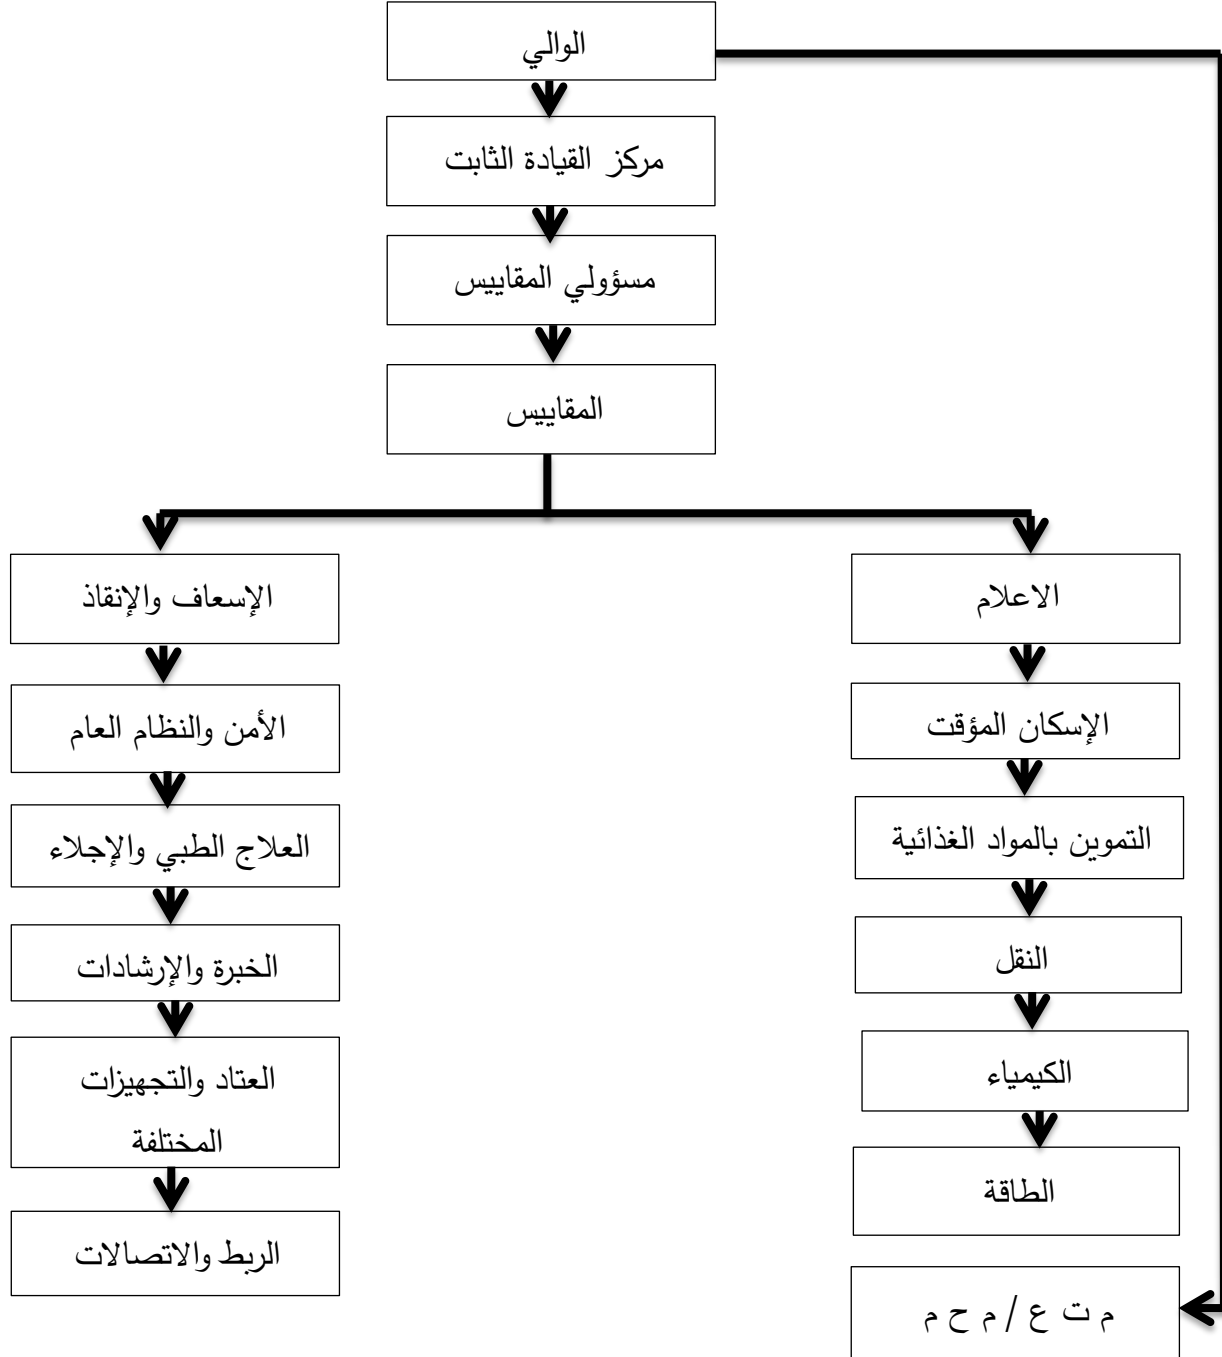 الوالي
مركز القيادة الثابت
مسؤولي المقاييس
المقاييس
الاعلام
الإسكان المؤقت
التموين بالمواد الغذائية
النقل
الكيمياء
الطاقة
م ت ع / م ح م
الإسعاف والإنقاذ
الأمن والنظام العام
العلاج الطبي والإجلاء
الخبرة والإرشادات
العتاد والتجهيزات
المختلفة
الربط والاتصالات